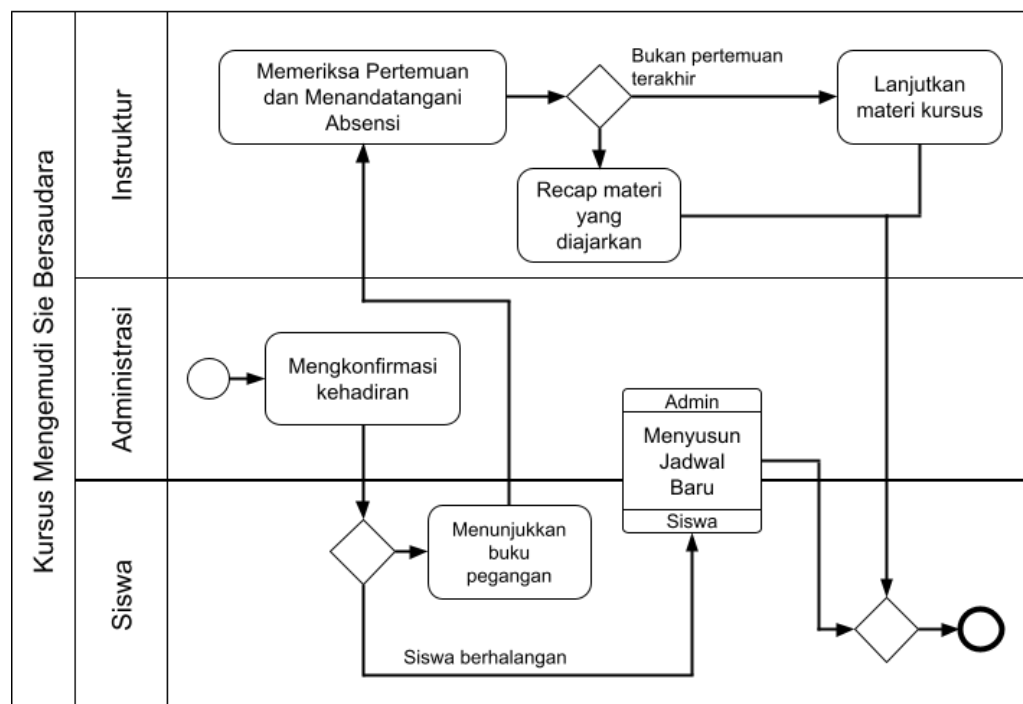 Kursus Mengemudi Sie Bersaudara
Instruktur
Memeriksa Pertemuan
dan Menandatangani
Absensi
Bukan pertemuan
terakhir
Lanjutkan
materi kursus
Recap materi
yang
diajarkan
Administrasi
Mengkonfirmasi
kehadiran
Admin
Menyusun
Jadwal
Baru
Siswa
Siswa
Menunjukkan
buku
pegangan
Siswa berhalangan